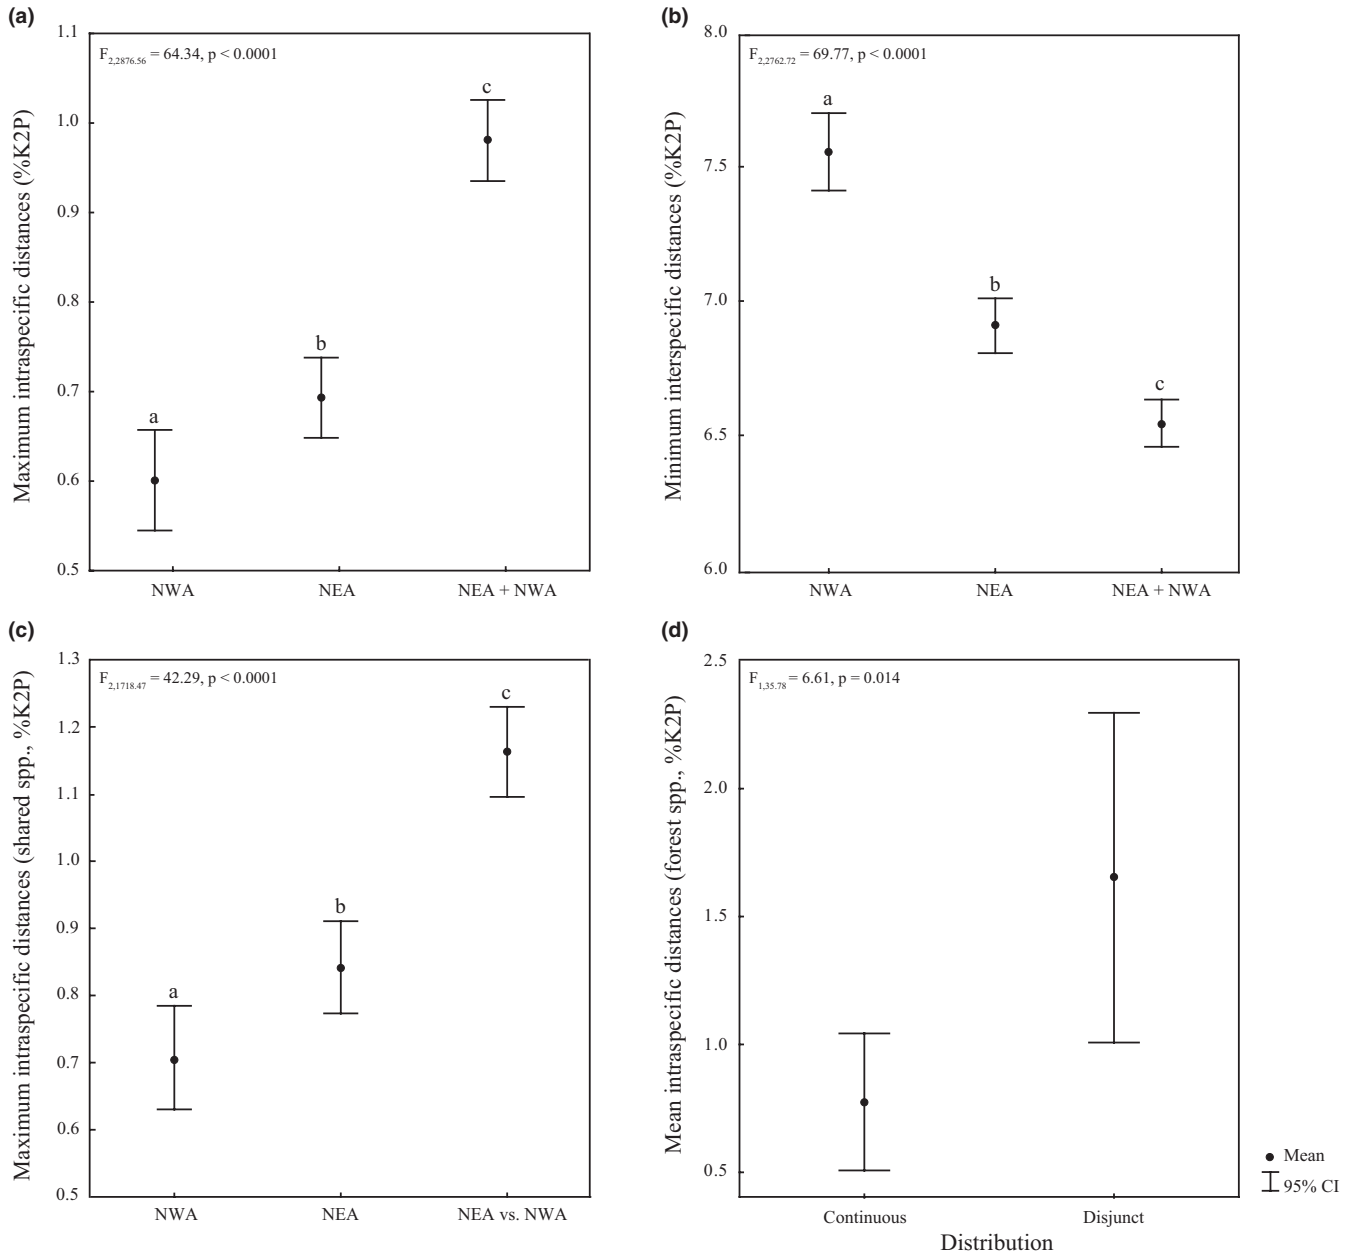 (a)
F2,2876.56 = 64.34, p < 0.0001
Maximum intraspecific distances (%K2P)
1.1
1.0
0.9
0.8
0.7
0.6
0.5
a
b
c
NWA
NEA
NEA + NWA
(b)
F2,2762.72 = 69.77, p < 0.0001
Minimum interspecific distances (%K2P)
8.0
7.5
7.0
6.5
6.0
a
b
c
NWA
NEA
NEA + NWA
(c)
F2,1718.47 = 42.29, p < 0.0001
Maximum intraspecific distances (shared spp., %K2P)
1.3
1.2
1.1
1.0
0.9
0.8
0.7
0.6
0.5
a
b
c
NWA
NEA
NEA vs. NWA
(d)
F1,35.78 = 6.61, p = 0.014
Mean intraspecific distances (forest spp., %K2P)
2.5
2.0
1.5
1.0
0.5
Continuous
Disjunct
Distribution
Mean
95% CI